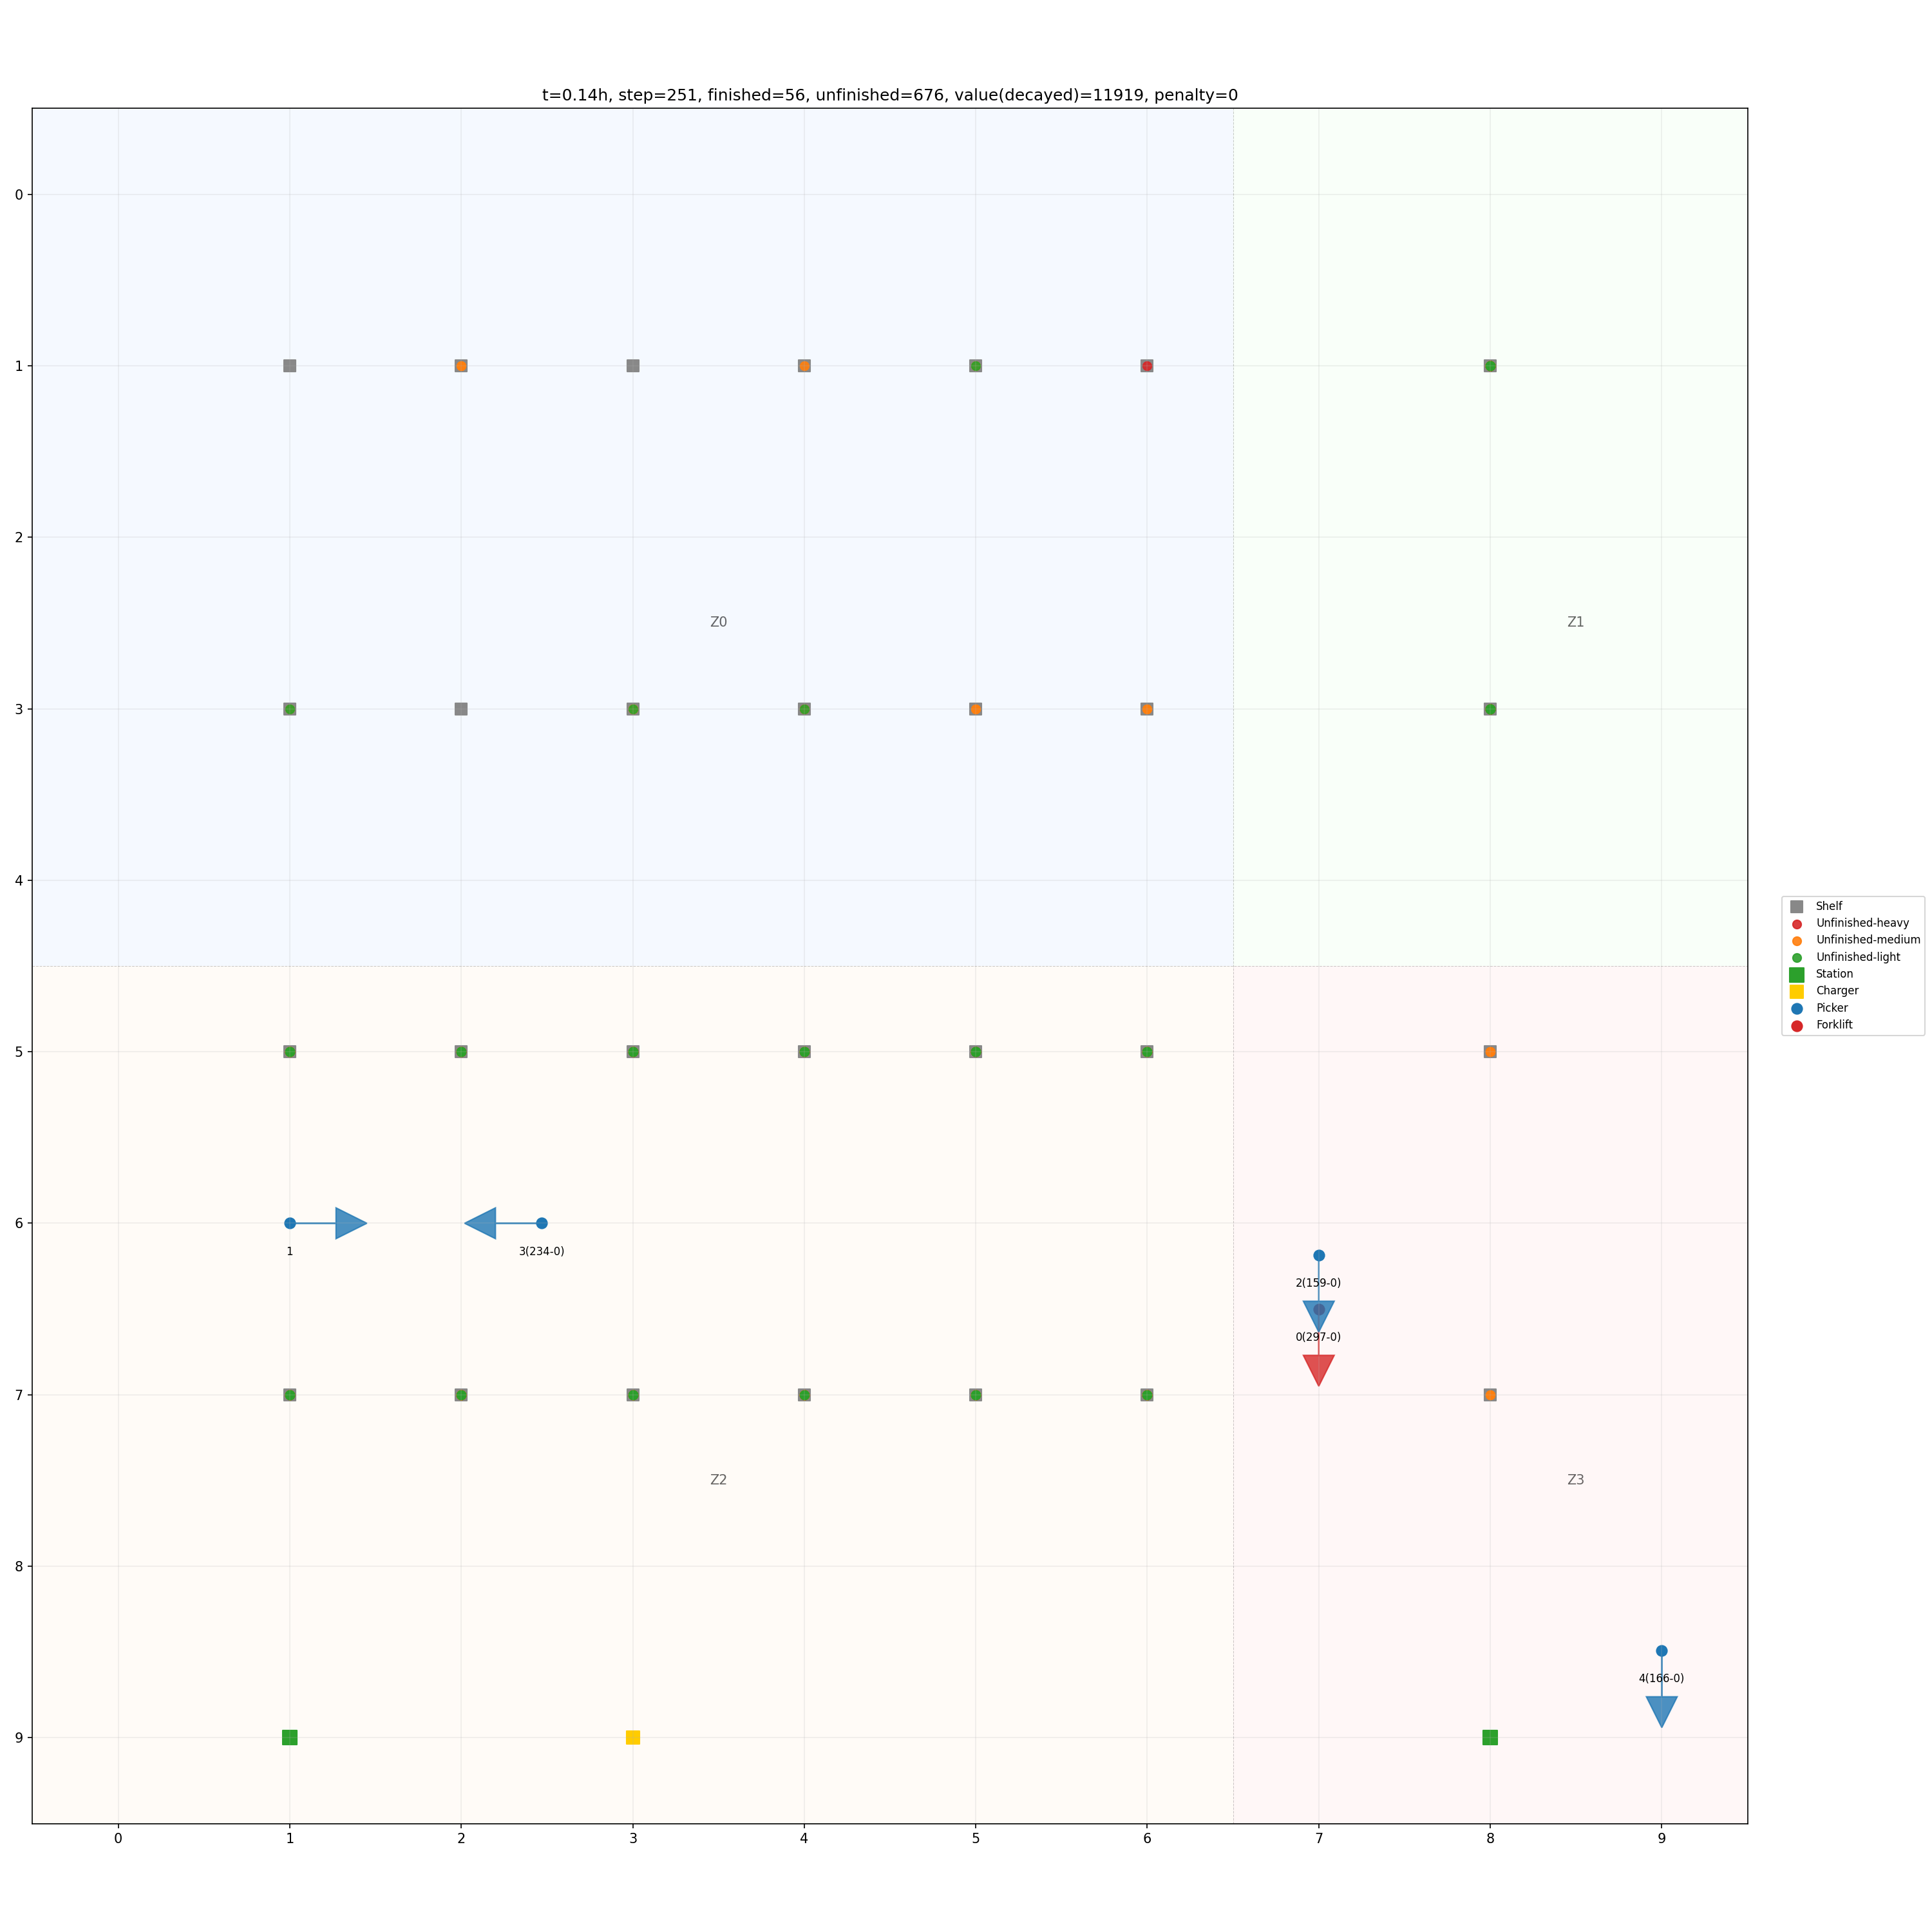 t=0.14h, step=251, finished=56, unfinished=676, value(decayed)=11919, penalty=0
0
1
2
Z0
Z1
3
4
Shelf
Unfinished-heavy
Unfinished-medium
Unfinished-light
Station
Charger
Picker
Forklift
5
6
1
3(234-0)
2(159-0)
0(297-0)
7
Z2
Z3
8
4(166-0)
9
0 1 2 3 4 5 6 7 8 9